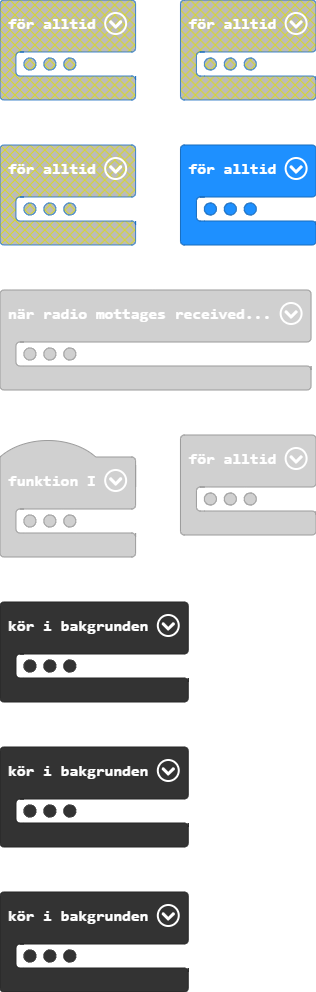 för alltid
för alltid
för alltid
för alltid
när radio mottages received...
funktion I
för alltid
kör i bakgrunden
kör i bakgrunden
kör i bakgrunden